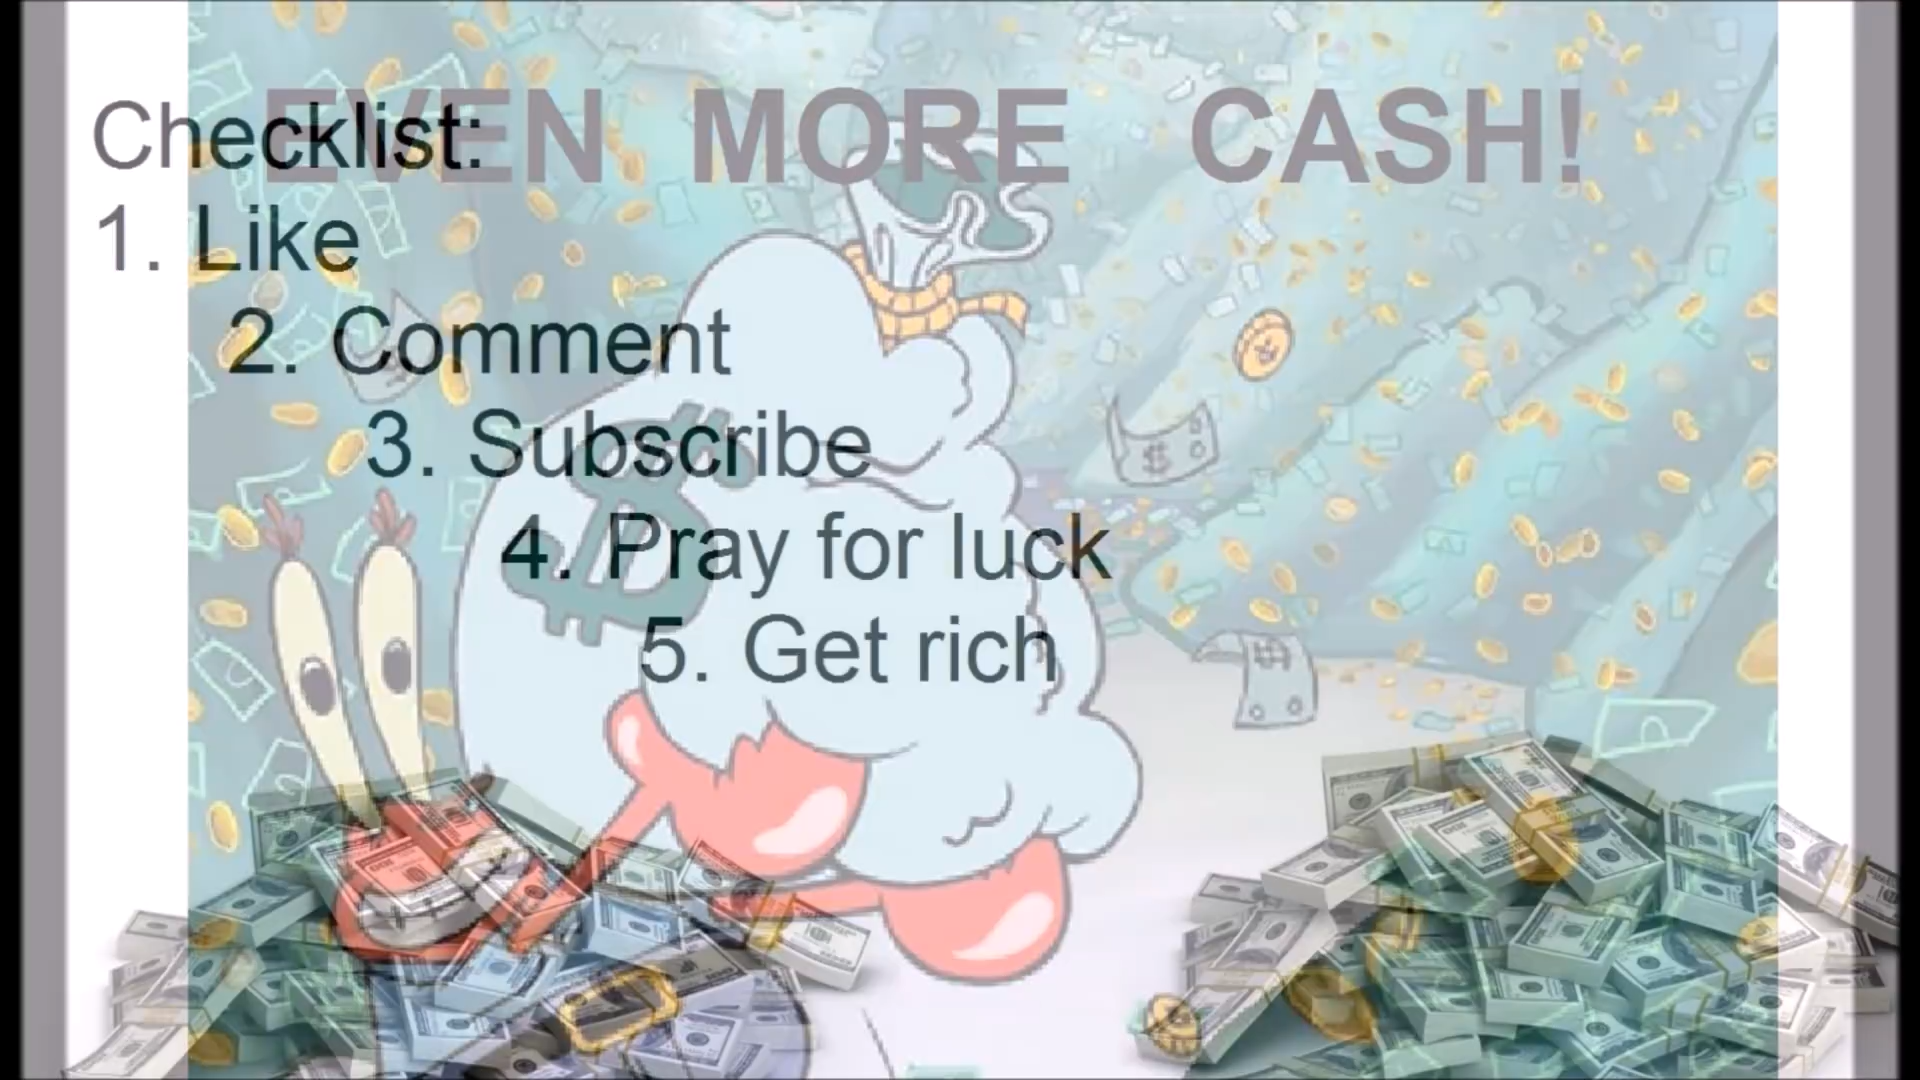 EVEN MORE CASH!
Checklist:
1. Like
2. Comment
3. Subscribe
4. Pray for luck
5. Get rich